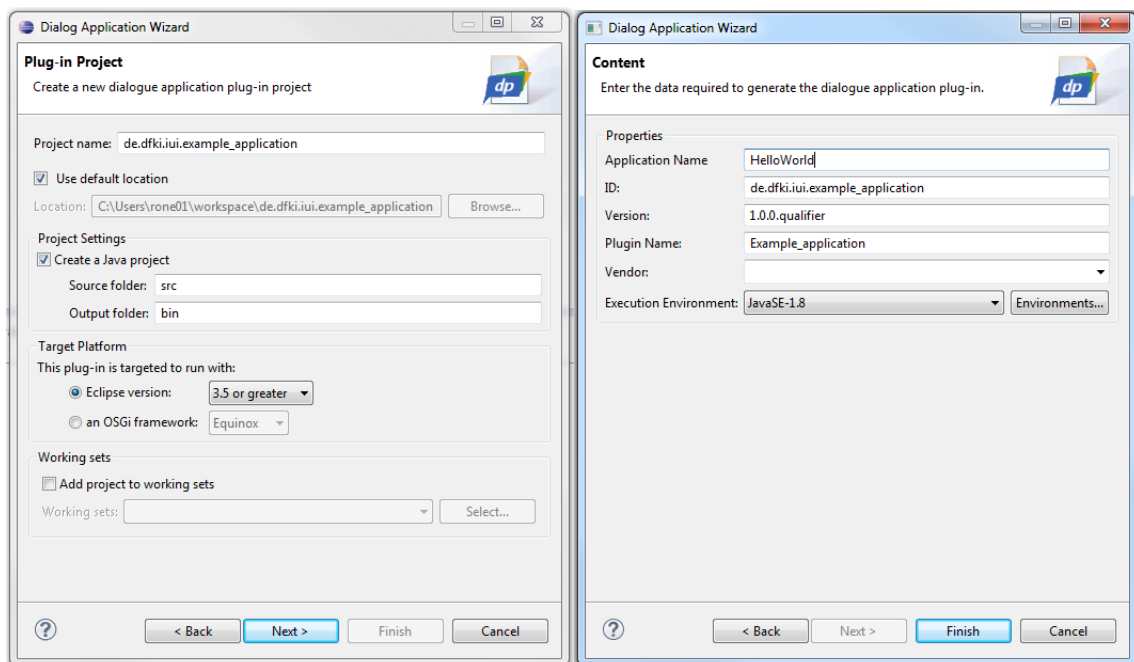 Dialog Application Wizard
Plug-in Project
Create a new dialogue application plug-in project
dp
Project name: de.dfki.iui.example_application
Use default location
Location: C:\Users\rone01\workspace\de.dfki.iui.example_application Browse...
Project Settings
Create a Java project
Source folder: src
Output folder: bin
Target Platform
This plug-in is targeted to run with:
Eclipse version: 3.5 or greater
an OSGi framework: Equinox
Working sets
Add project to working sets
Working sets: Select...
? < Back Next > Finish Cancel
Dialog Application Wizard
Content
Enter the data required to generate the dialogue application plug-in.
dp
Properties
Application Name HelloWorld
ID: de.dfki.iui.example_application
Version: 1.0.0.qualifier
Plugin Name: Example_application
Vendor:
Execution Environment: JavaSE-1.8 Environments...
? < Back Next > Finish Cancel